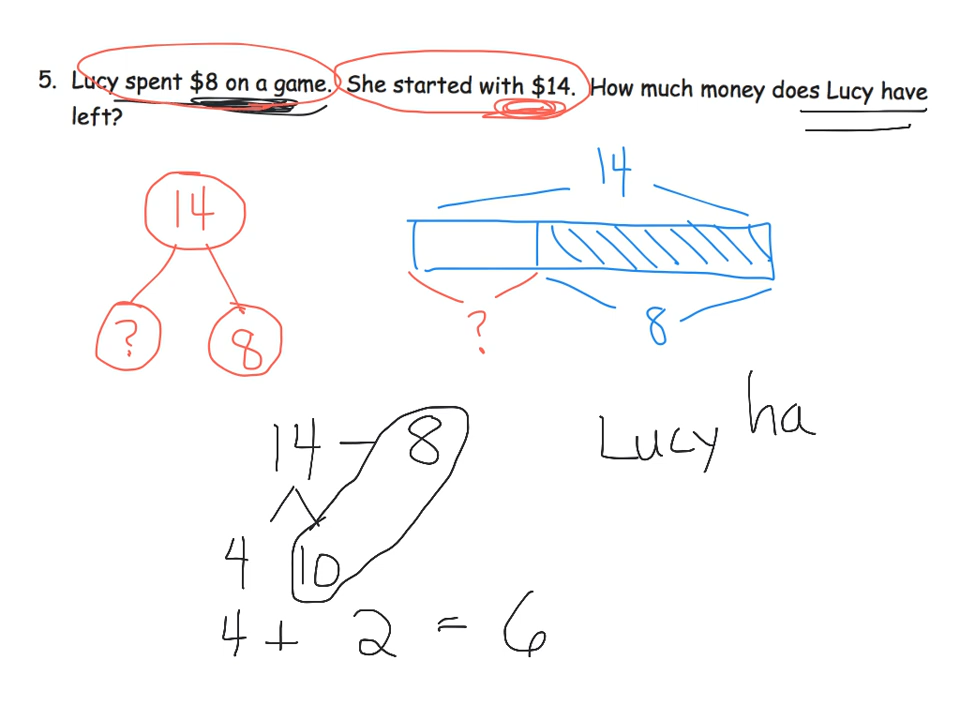 5. Lucy spent $8 on a game. She started with $14. How much money does Lucy have
left?
14
14
? 8
? 8
14 - 8
Lucy ha
4 10
4 + 2 = 6